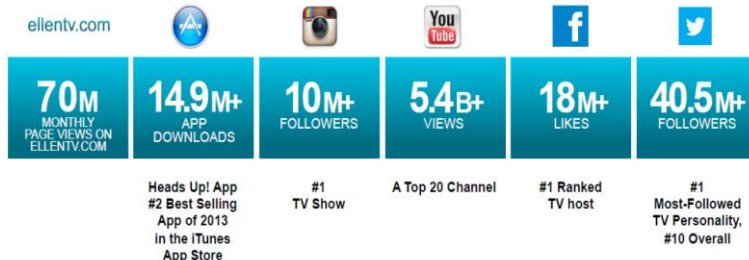 ellentv.com
You
Tube
70M
MONTHLY
PAGE VIEWS ON
ELLENTV.COM
14.9M+
APP
DOWNLOADS
10M+
FOLLOWERS
5.4B+
VIEWS
18M+
LIKES
40.5M+
FOLLOWERS
Heads Up! App
#2 Best Selling
App of 2013
in the iTunes
App Store
#1
TV Show
A Top 20 Channel
#1 Ranked
TV host
#1
Most-Followed
TV Personality,
#10 Overall